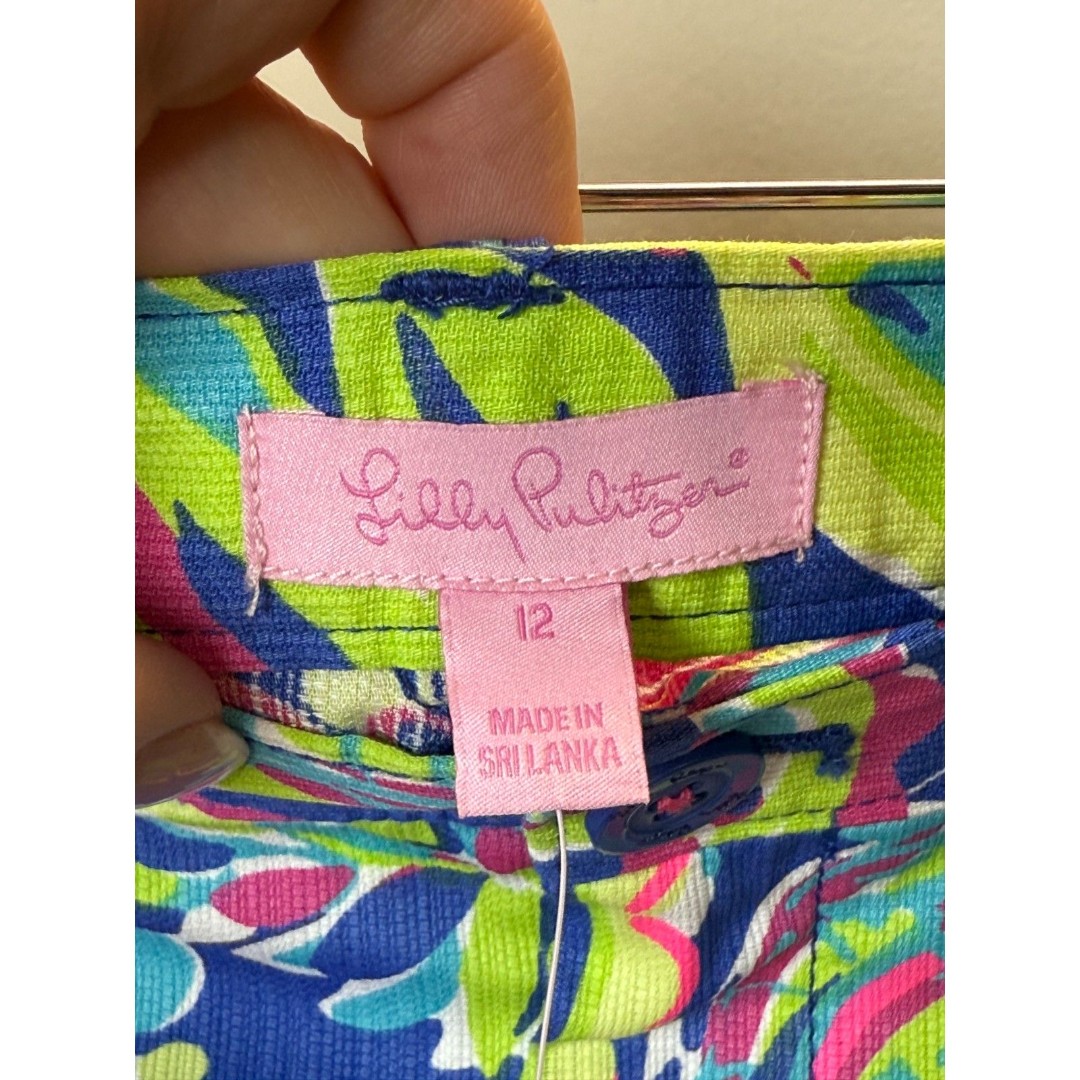 Lilly Pulitzer®
12
MADE IN
SRI LANKA